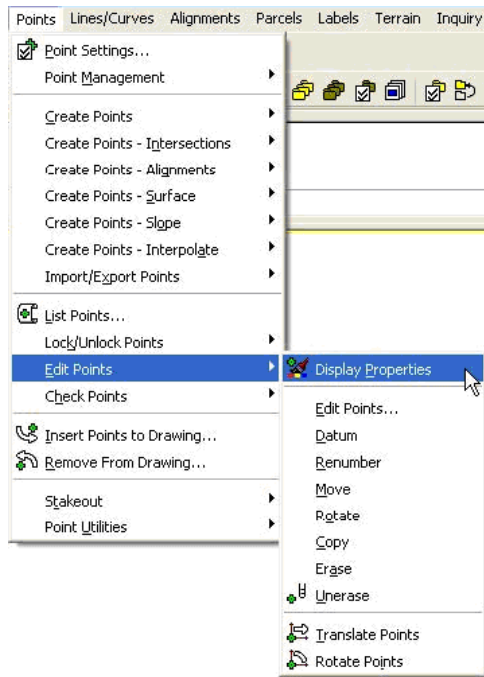 Points Lines/Curves Alignments Parcels Labels Terrain Inquiry
Point Settings...
Point Management
Create Points
Create Points - Intersections
Create Points - Alignments
Create Points - Surface
Create Points - Slope
Create Points - Interpolate
Import/Export Points
List Points...
Lock/Unlock Points
Edit Points
Check Points
Insert Points to Drawing...
Remove From Drawing...
Stakeout
Point Utilities
Display Properties
Edit Points...
Datum
Renumber
Move
Rotate
Copy
Erase
Unerase
Translate Points
Rotate Points